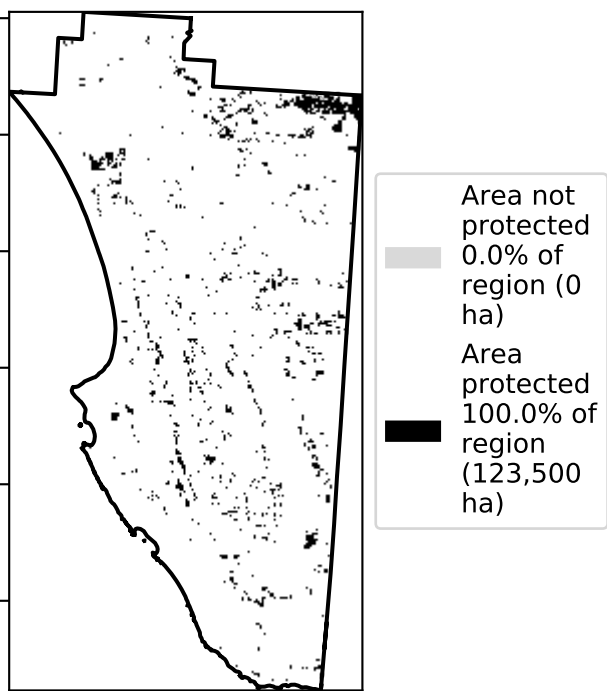 Area not
protected
0.0% of
region (0
ha)
Area
protected
100.0% of
region
(123,500
ha)